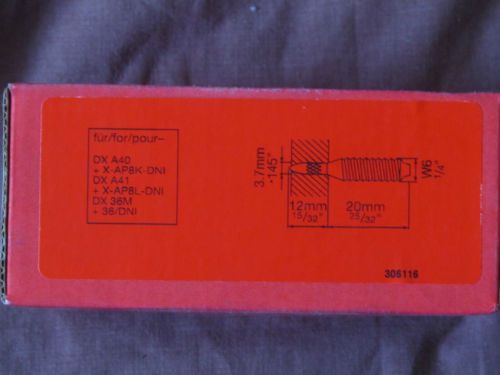 für/for/pour–
DX A40
+ X-AP8K-DNI
DX A41
+ X-AP8L-DNI
DX 36M
+ 36/DNI
3.7mm
.145"
12mm
15/32"
20mm
25/32"
W6
1/4"
306116